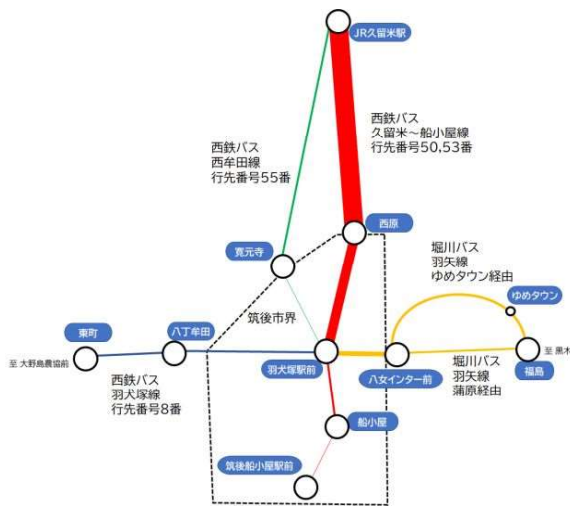 JR久留米駅
西鉄バス
久留米～船小屋線
行先番号50,53番
西鉄バス
西牟田線
行先番号55番
西原
寛元寺
堀川バス
羽矢線
ゆめタウン経由
ゆめタウン
筑後市界
東町
八丁牟田
至 大野島農協前
羽犬塚駅前
八女インター前
至 黒木
福島
西鉄バス
羽犬塚線
行先番号8番
堀川バス
羽矢線
蒲原経由
船小屋
筑後船小屋駅前